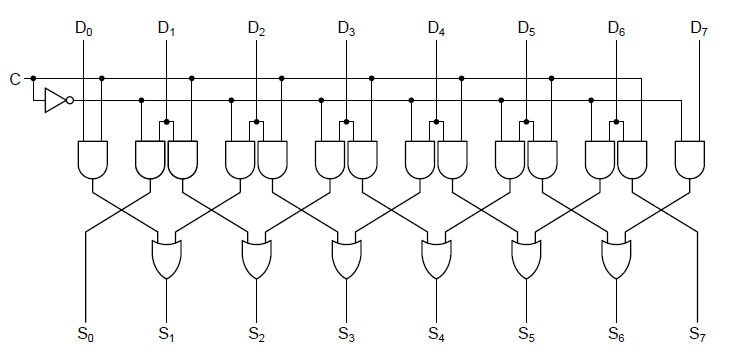 D₀ D₁ D₂ D₃ D₄ D₅ D₆ D₇
C
S₀ S₁ S₂ S₃ S₄ S₅ S₆ S₇